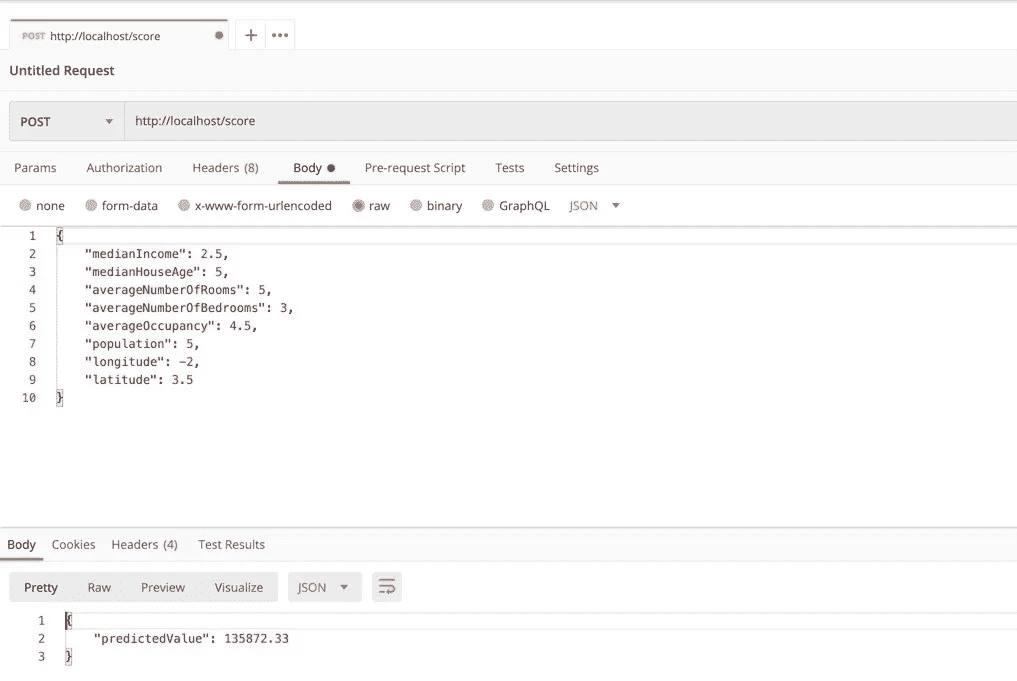 POST http://localhost/score
Untitled Request
POST http://localhost/score
Params Authorization Headers (8) Body Pre-request Script Tests Settings
none form-data x-www-form-urlencoded raw binary GraphQL JSON
1 {
2 "medianIncome": 2.5,
3 "medianHouseAge": 5,
4 "averageNumberOfRooms": 5,
5 "averageNumberOfBedrooms": 3,
6 "averageOccupancy": 4.5,
7 "population": 5,
8 "longitude": -2,
9 "latitude": 3.5
10 }
Body Cookies Headers (4) Test Results
Pretty Raw Preview Visualize JSON
1 {
2 "predictedValue": 135872.33
3 }